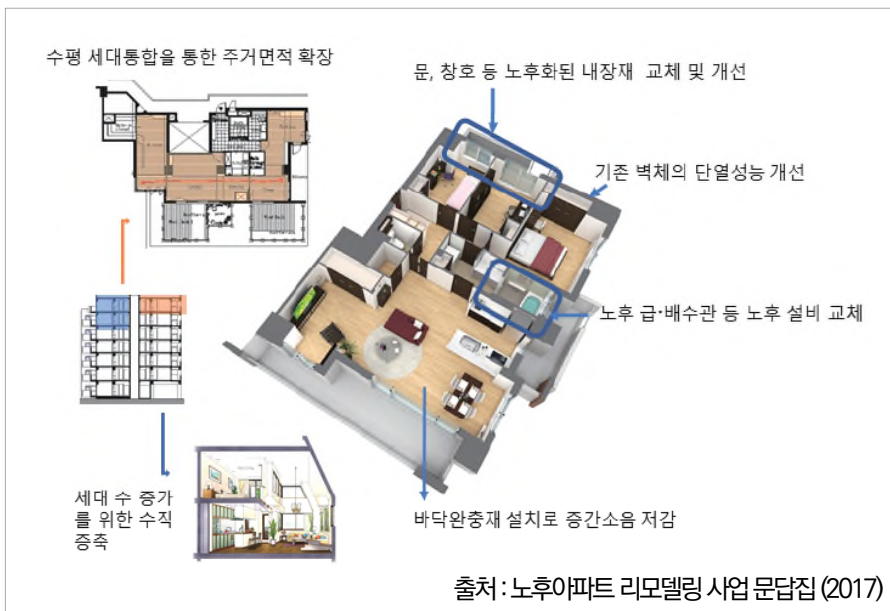 수평 세대통합을 통한 주거면적 확장
문, 창호 등 노후화된 내장재 교체 및 개선
기존 벽체의 단열성능 개선
노후 급·배수관 등 노후 설비 교체
세대 수 증가
를 위한 수직
증축
바닥완충재 설치로 층간소음 저감
출처 : 노후아파트 리모델링 사업 문답집 (2017)